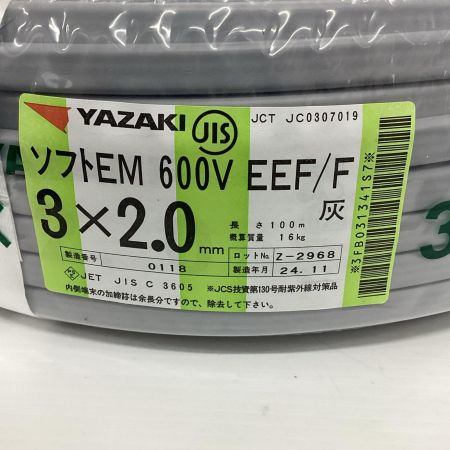 YAZAKI JIS JCT JC0307019
ソフトEM 600V EEF/F
3×2.0mm 灰
長さ 100m
概算質量 16kg
製造番号 0118 ロットNo. Z-2968
製造年月 24.11
JET JIS C 3605 ※JCS技資第130号耐紫外線対策品
内側端末の加締諸は余長分ですので、除去して下さい。
※3FB031341S7※
3